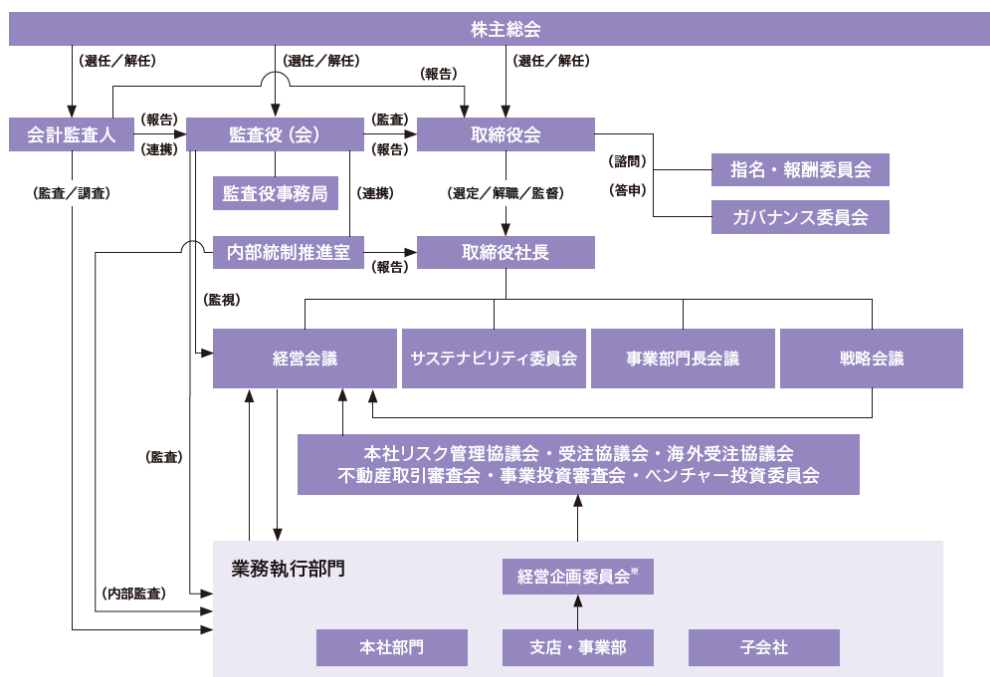 株主総会
（選任／解任）
（選任／解任）
（選任／解任）
（報告）
会計監査人
（報告）
（連携）
監査役（会）
（監査）
（報告）
取締役会
（諮問）
（答申）
指名・報酬委員会
ガバナンス委員会
（監査／調査）
監査役事務局
（連携）
（選定／解職／監督）
内部統制推進室
（報告）
取締役社長
（監視）
経営会議
サステナビリティ委員会
事業部門長会議
戦略会議
（監査）
本社リスク管理協議会・受注協議会・海外受注協議会
不動産取引審査会・事業投資審査会・ベンチャー投資委員会
業務執行部門
経営企画委員会※
（内部監査）
本社部門
支店・事業部
子会社